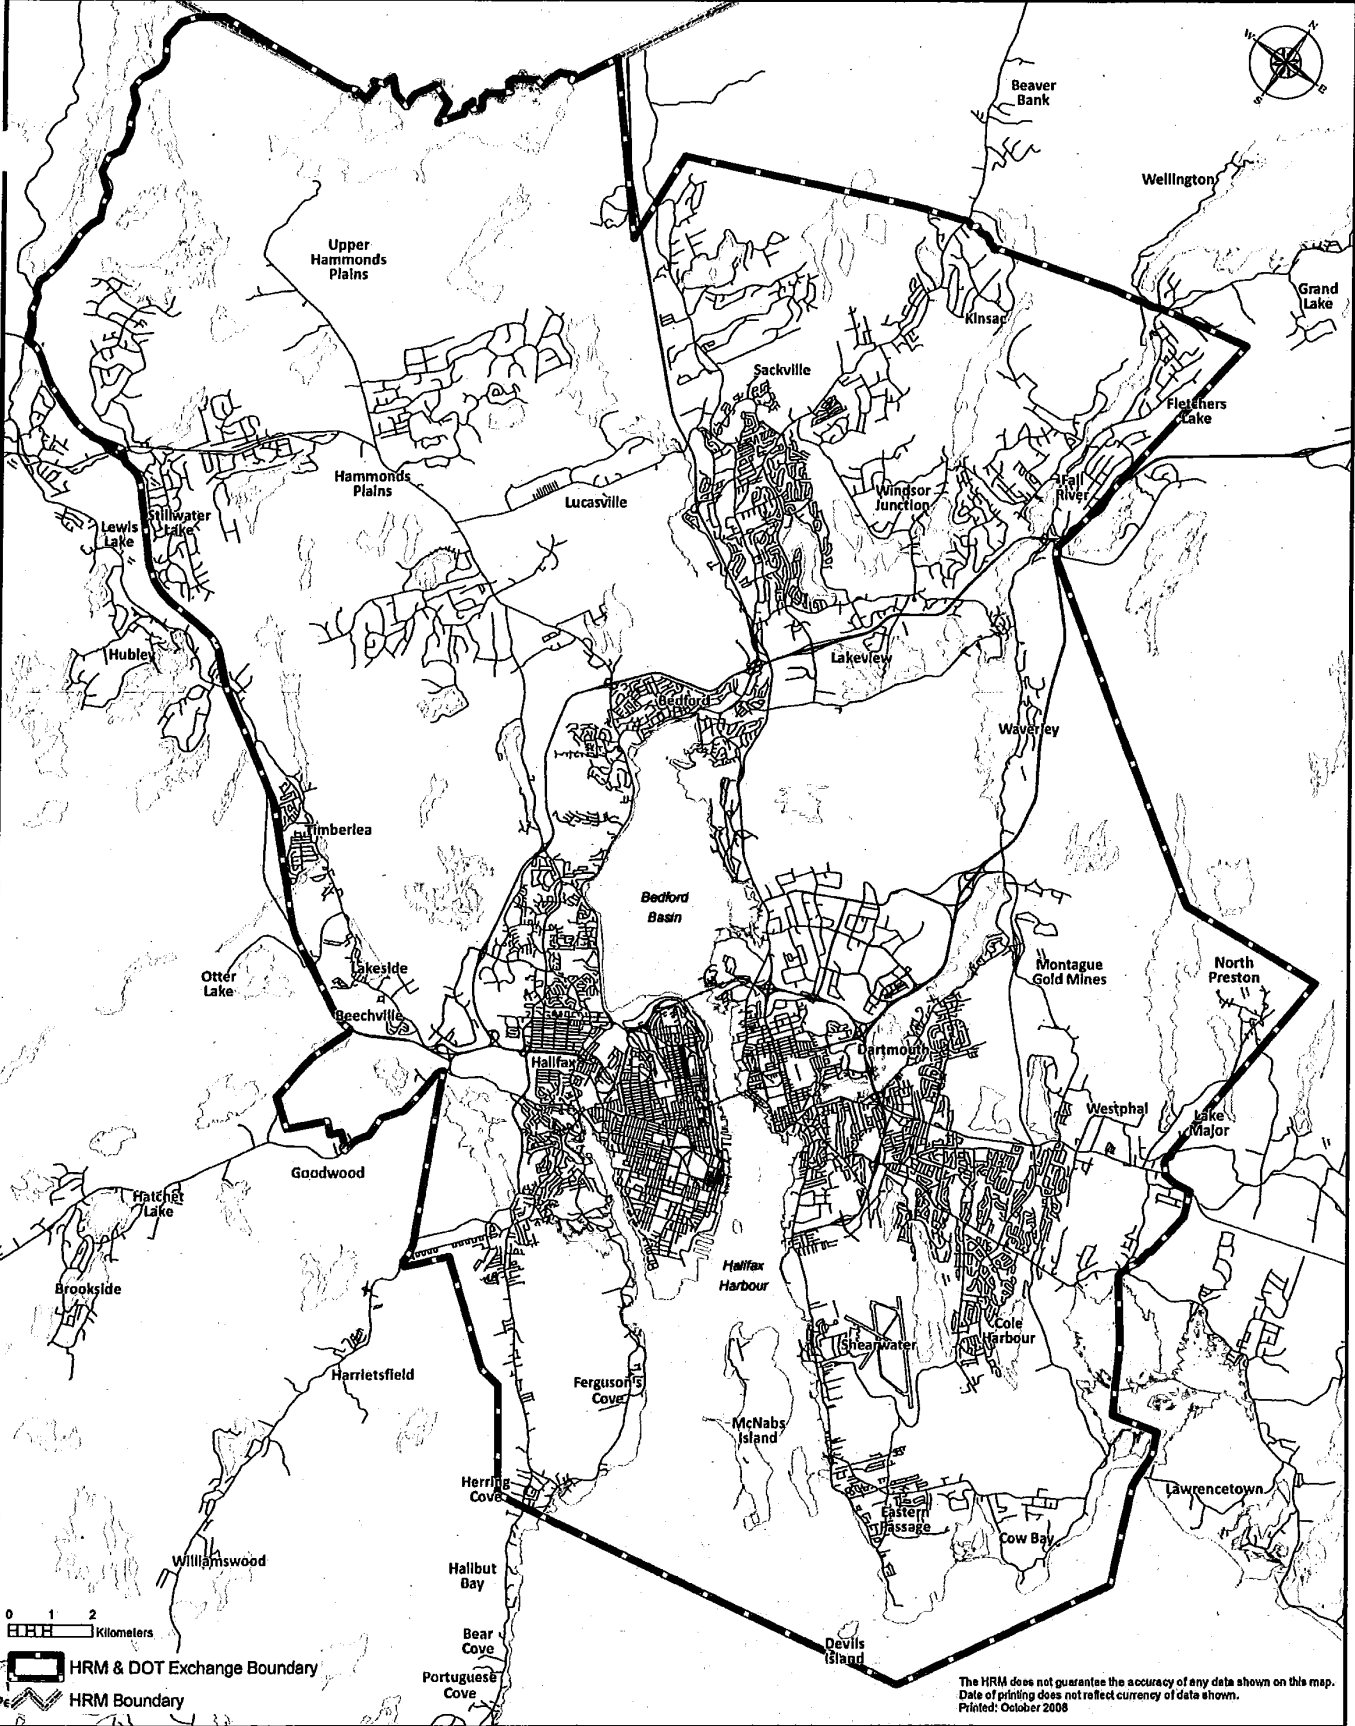 N
W
E
S
Beaver
Bank
Wellington
Upper
Hammonds
Plains
Grand
Lake
Kinsac
Sackville
Fletchers
Lake
Hammonds
Plains
Lucasville
Windsor
Junction
Fall
River
Stillwater
Lake
Lewis
Lake
Hubley
Lakeview
Bedford
Waverley
Timberlea
Bedford
Basin
Otter
Lake
Lakeside
Beechville
Montague
Gold Mines
North
Preston
Halifax
Dartmouth
Westphal
Lake
Major
Goodwood
Hatchet
Lake
Brookside
Halifax
Harbour
Cole
Harbour
Shearwater
Harrietsfield
Ferguson's
Cove
McNabs
Island
Herring
Cove
Lawrencetown
Eastern
Passage
Cow Bay
Williamswood
Halibut
Bay
Bear
Cove
Devils
Island
Portuguese
Cove
0 1 2
Kilometers
HRM & DOT Exchange Boundary
HRM Boundary
The HRM does not guarantee the accuracy of any data shown on this map.
Date of printing does not reflect currency of data shown.
Printed: October 2008